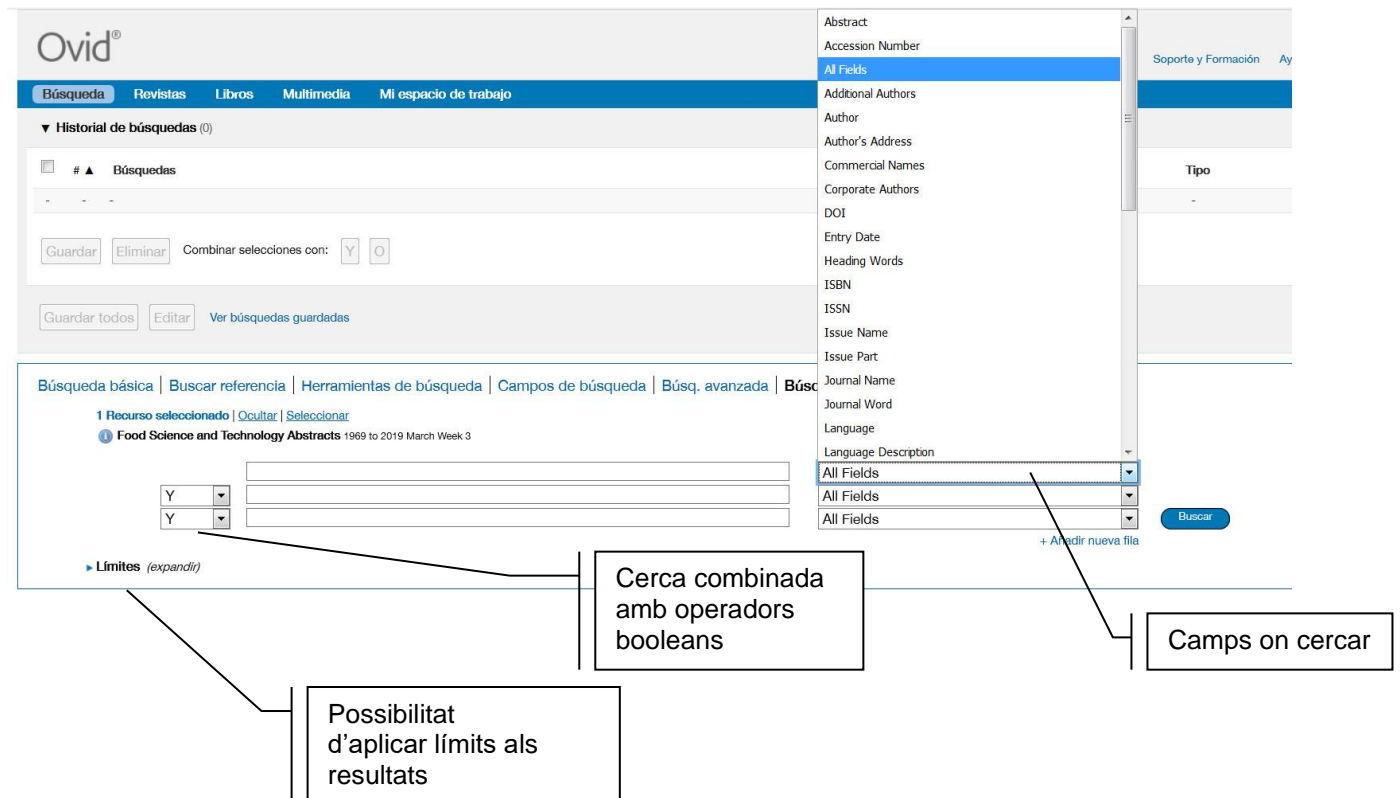 Ovid®
Soporte y Formación Ay
Búsqueda Revistas Libros Multimedia Mi espacio de trabajo
▼ Historial de búsquedas (0)
# ▲ Búsquedas Tipo
- - - -
Guardar Eliminar Combinar selecciones con: Y O
Guardar todos Editar Ver búsquedas guardadas
Abstract
Accession Number
All Fields
Additional Authors
Author
Author's Address
Commercial Names
Corporate Authors
DOI
Entry Date
Heading Words
ISBN
ISSN
Issue Name
Issue Part
Journal Name
Journal Word
Language
Language Description
Búsqueda básica | Buscar referencia | Herramientas de búsqueda | Campos de búsqueda | Búsq. avanzada | Búsq
1 Recurso seleccionado | Ocultar | Seleccionar
Food Science and Technology Abstracts 1969 to 2019 March Week 3
All Fields
Y All Fields
Y All Fields Buscar
+ Añadir nueva fila
▸ Límites (expandir)
Cerca combinada
amb operadors
booleans
Camps on cercar
Possibilitat
d’aplicar límits als
resultats